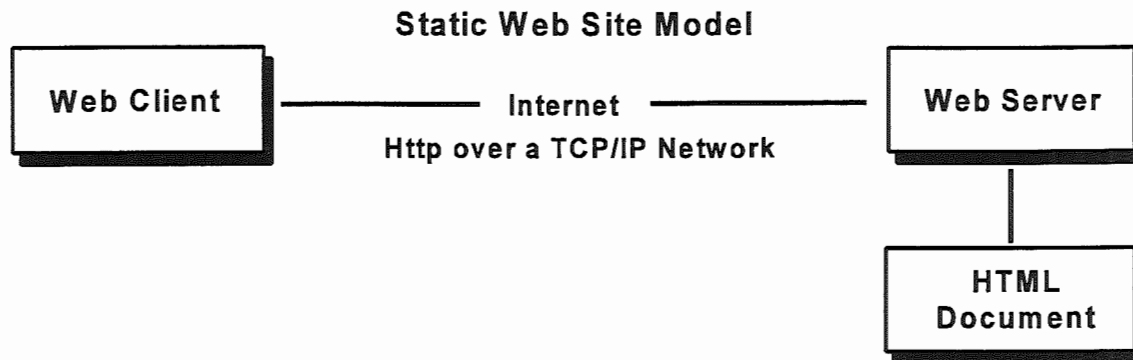 Static Web Site Model
Web Client
Internet
Web Server
Http over a TCP/IP Network
HTML
Document